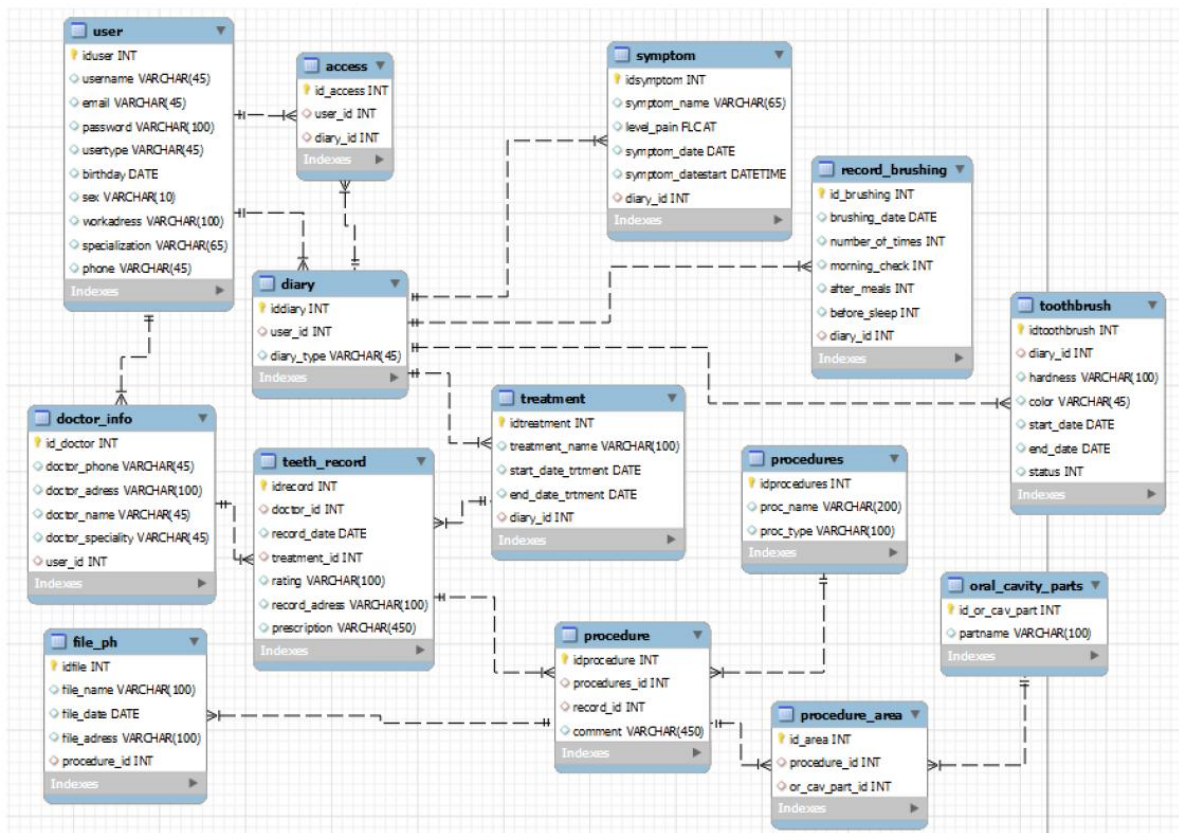 user
iduser INT
username VARCHAR(45)
email VARCHAR(45)
password VARCHAR(100)
usertype VARCHAR(45)
birthday DATE
sex VARCHAR(10)
workadress VARCHAR(100)
specialization VARCHAR(65)
phone VARCHAR(45)
Indexes
access
id_access INT
user_id INT
diary_id INT
Indexes
symptom
idsymptom INT
symptom_name VARCHAR(65)
level_pain FLOAT
symptom_date DATE
symptom_datestart DATETIME
diary_id INT
Indexes
record_brushing
id_brushing INT
brushing_date DATE
number_of_times INT
morning_check INT
after_meals INT
before_sleep INT
diary_id INT
Indexes
diary
iddiary INT
user_id INT
diary_type VARCHAR(45)
Indexes
toothbrush
idtoothbrush INT
diary_id INT
hardness VARCHAR(100)
color VARCHAR(45)
start_date DATE
end_date DATE
status INT
Indexes
doctor_info
id_doctor INT
doctor_phone VARCHAR(45)
doctor_adress VARCHAR(100)
doctor_name VARCHAR(45)
doctor_speciality VARCHAR(45)
user_id INT
Indexes
teeth_record
idrecord INT
doctor_id INT
record_date DATE
treatment_id INT
rating VARCHAR(100)
record_adress VARCHAR(100)
prescription VARCHAR(450)
Indexes
treatment
idtreatment INT
treatment_name VARCHAR(100)
start_date_trtment DATE
end_date_trtment DATE
diary_id INT
Indexes
procedures
idprocedures INT
proc_name VARCHAR(200)
proc_type VARCHAR(100)
Indexes
oral_cavity_parts
id_or_cav_part INT
partname VARCHAR(100)
Indexes
file_ph
idfile INT
file_name VARCHAR(100)
file_date DATE
file_adress VARCHAR(100)
procedure_id INT
Indexes
procedure
idprocedure INT
procedures_id INT
record_id INT
comment VARCHAR(450)
Indexes
procedure_area
id_area INT
procedure_id INT
or_cav_part_id INT
Indexes